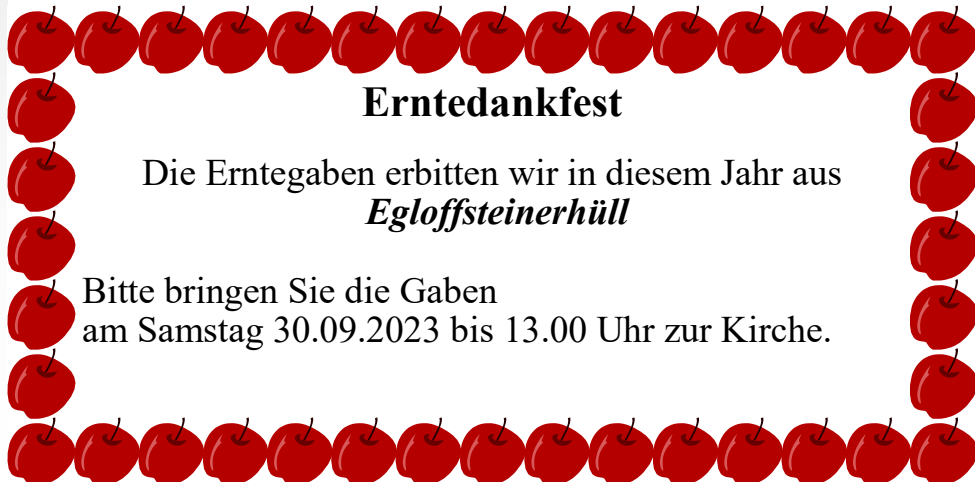 Erntedankfest
Die Erntegaben erbitten wir in diesem Jahr aus
Egloffsteinerhüll
Bitte bringen Sie die Gaben
am Samstag 30.09.2023 bis 13.00 Uhr zur Kirche.